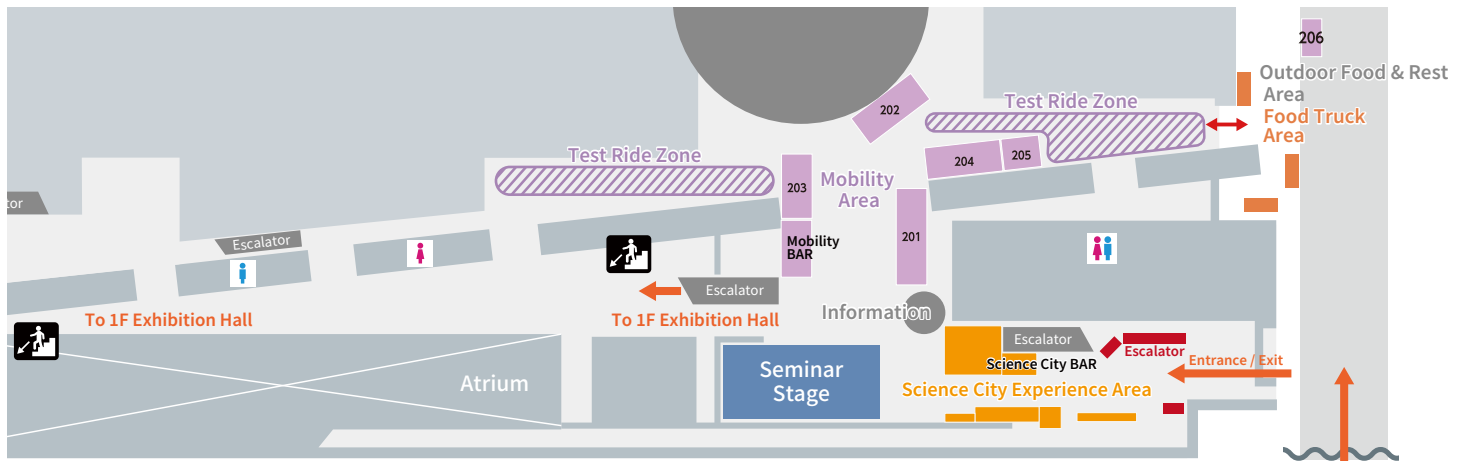 206
Outdoor Food & Rest
Area
Food Truck
Area
Test Ride Zone
202
204
205
Test Ride Zone
203
Mobility
Area
201
Mobility
BAR
tor
Escalator
Escalator
Information
To 1F Exhibition Hall
To 1F Exhibition Hall
Escalator
Escalator
Science City BAR
Entrance / Exit
Seminar
Stage
Atrium
Science City Experience Area